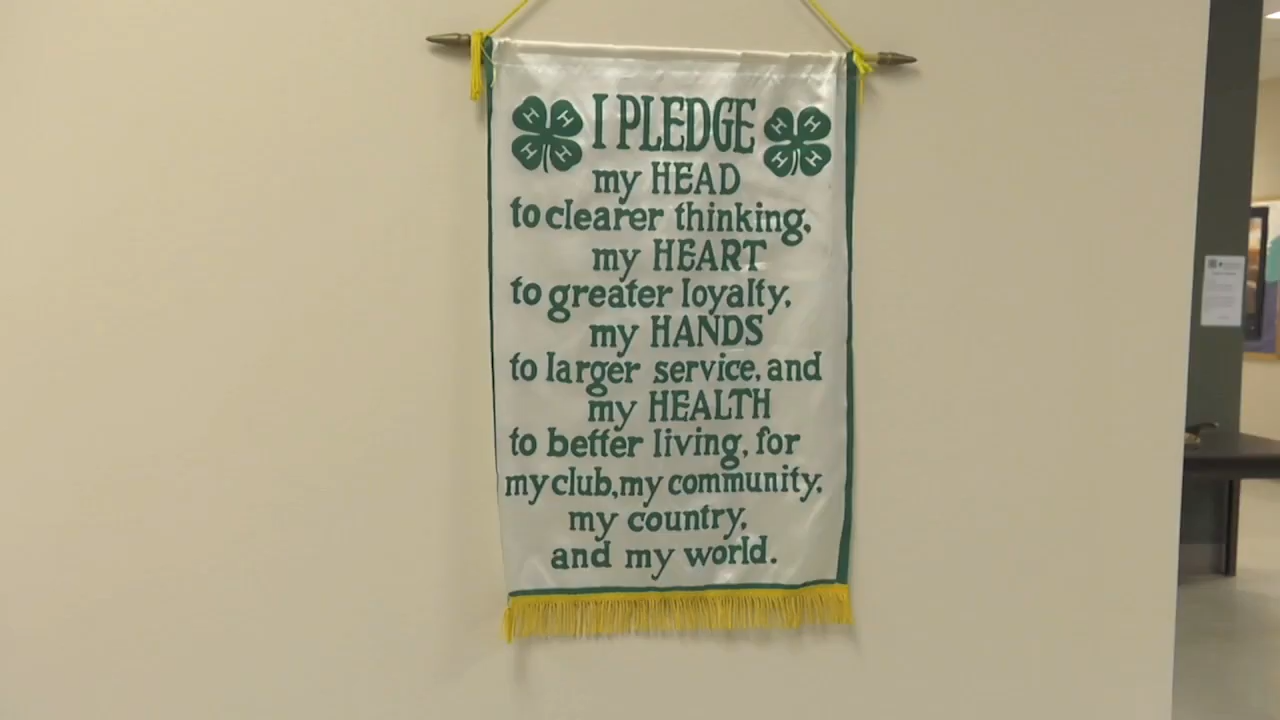 H H H H I PLEDGE H H H H
my HEAD
to clearer thinking,
my HEART
to greater loyalty,
my HANDS
to larger service, and
my HEALTH
to better living, for
my club, my community,
my country,
and my world.